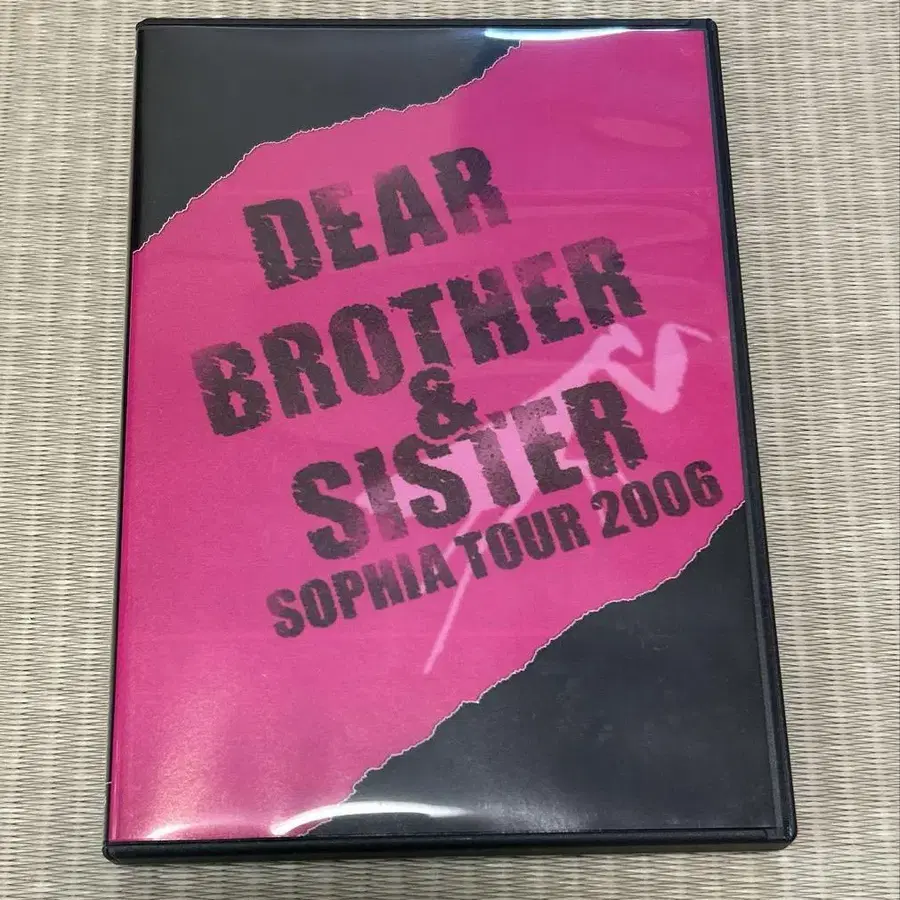 DEAR
BROTHER
&
SISTER
SOPHIA TOUR 2006